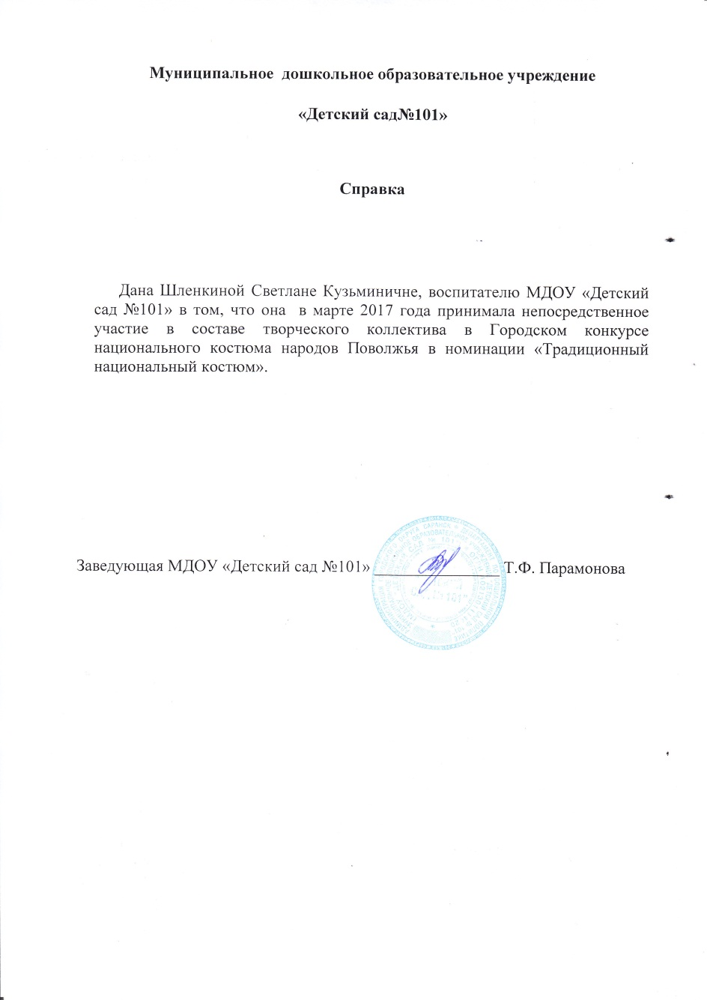 Муниципальное дошкольное образовательное учреждение
«Детский сад№101»
Справка
Дана Шленкиной Светлане Кузьминичне, воспитателю МДОУ «Детский
сад №101» в том, что она в марте 2017 года принимала непосредственное
участие в составе творческого коллектива в Городском конкурсе
национального костюма народов Поволжья в номинации «Традиционный
национальный костюм».
Заведующая МДОУ «Детский сад №101» Т.Ф. Парамонова